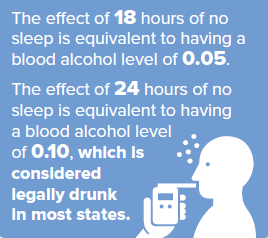 The effect of 18 hours of no
sleep is equivalent to having a
blood alcohol level of 0.05.
The effect of 24 hours of no
sleep is equivalent to having
a blood alcohol level
of 0.10, which is
considered
legally drunk
in most states.